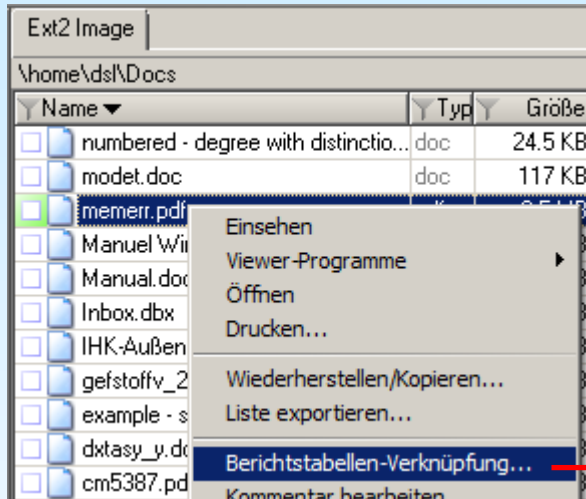 Ext2 Image
\home\dsl\Docs
Name Typ Größe
numbered - degree with distinctio... doc 24.5 KB
modet.doc doc 117 KB
memerr.pdf
Einsehen
Manuel Wi
Viewer-Programme
Manual.doc
Öffnen
Inbox.dbx
Drucken...
IHK-Außen
gefstoffv_2
Wiederherstellen/Kopieren...
example - s
Liste exportieren...
dxtasy_y.do
Berichtstabellen-Verknüpfung...
cm5387.pd
Kommentar bearbeiten